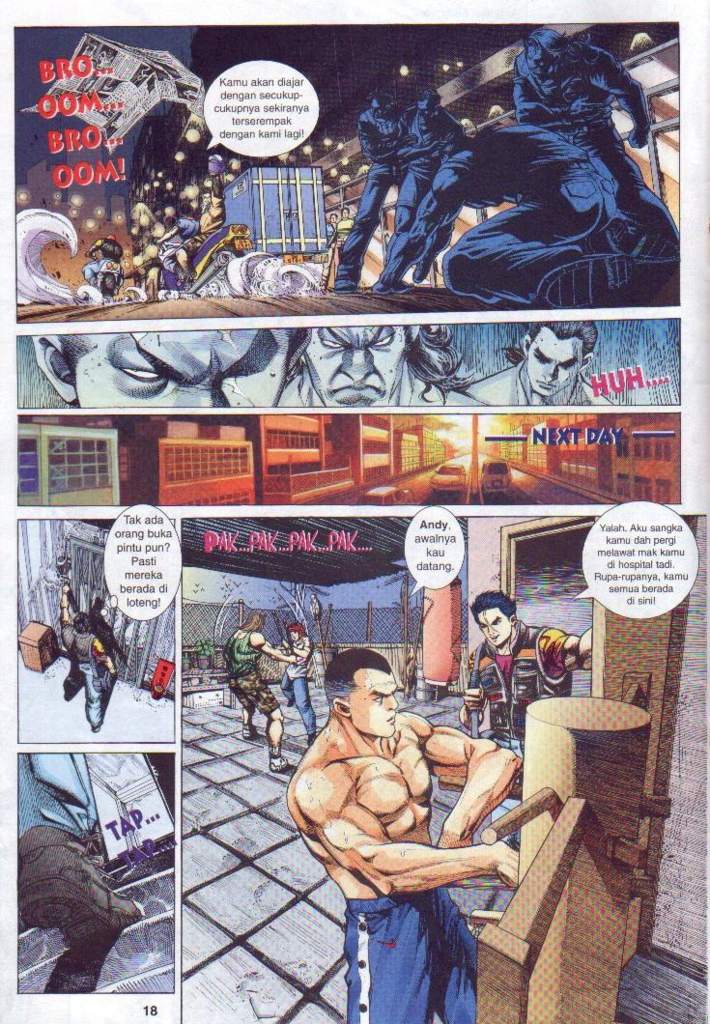 BRO...
OOM...
BRO...
OOM!
Kamu akan diajar
dengan secukup-
cukupnya sekiranya
terserempak
dengan kami lagi!
HUH....
NEXT DAY
Tak ada
orang buka
pintu pun?
Pasti
mereka
berada di
loteng!
PAK...PAK...PAK...PAK....
Andy,
awalnya
kau
datang.
Yalah. Aku sangka
kamu dah pergi
melawat mak kamu
di hospital tadi.
Rupa-rupanya, kamu
semua berada
di sini!
TAP...
TAP...
18